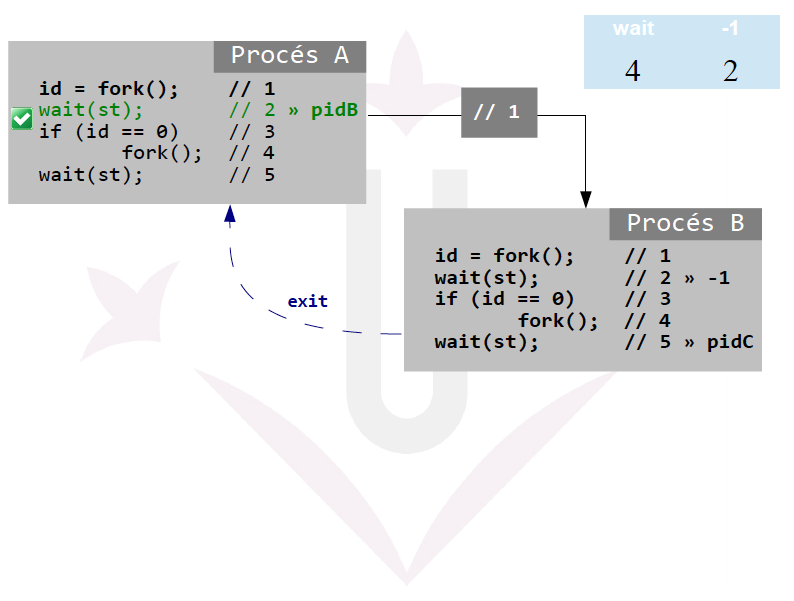 wait -1
4 2
Procés A
id = fork(); // 1
wait(st); // 2 » pidB
if (id == 0) // 3
fork(); // 4
wait(st); // 5
// 1
Procés B
id = fork(); // 1
wait(st); // 2 » -1
if (id == 0) // 3
fork(); // 4
wait(st); // 5 » pidC
exit